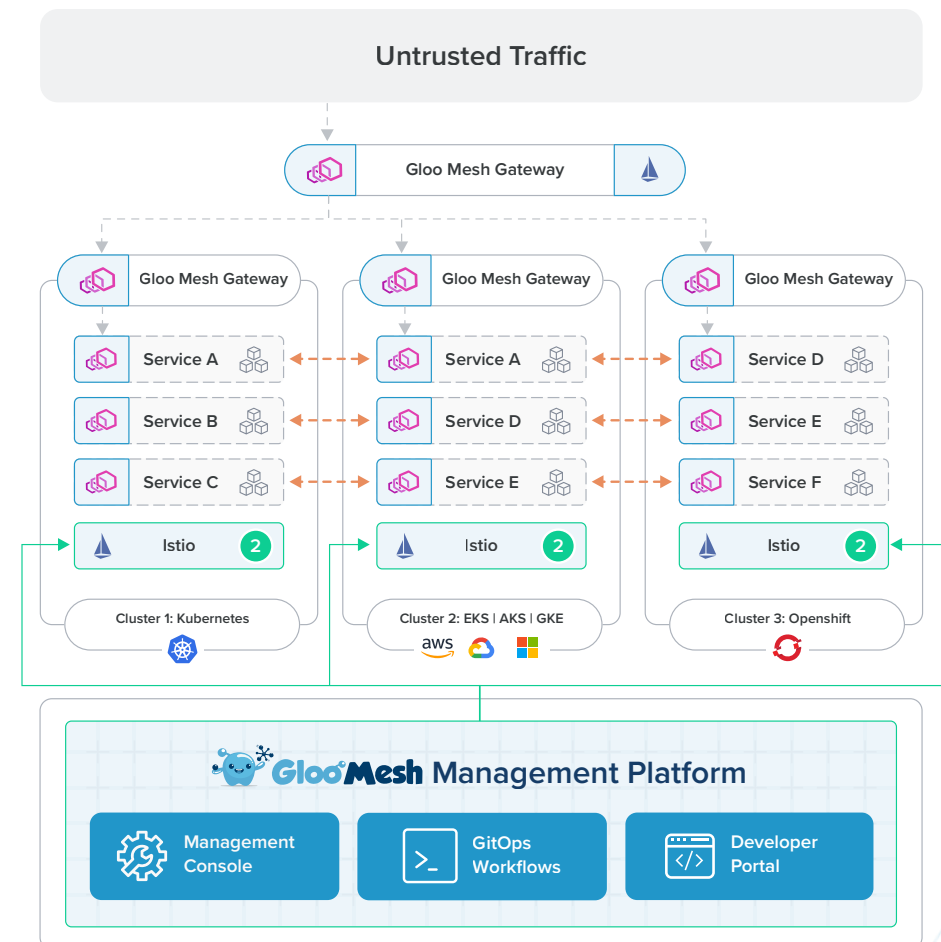 Untrusted Traffic
Gloo Mesh Gateway
Gloo Mesh Gateway
Gloo Mesh Gateway
Gloo Mesh Gateway
Service A
Service A
Service D
Service B
Service D
Service E
Service C
Service E
Service F
Istio
2
Istio
2
Istio
2
Cluster 1: Kubernetes
Cluster 2: EKS | AKS | GKE
Cluster 3: Openshift
aws
Gloo Mesh Management Platform
Management
Console
>_
GitOps
Workflows
</>
Developer
Portal